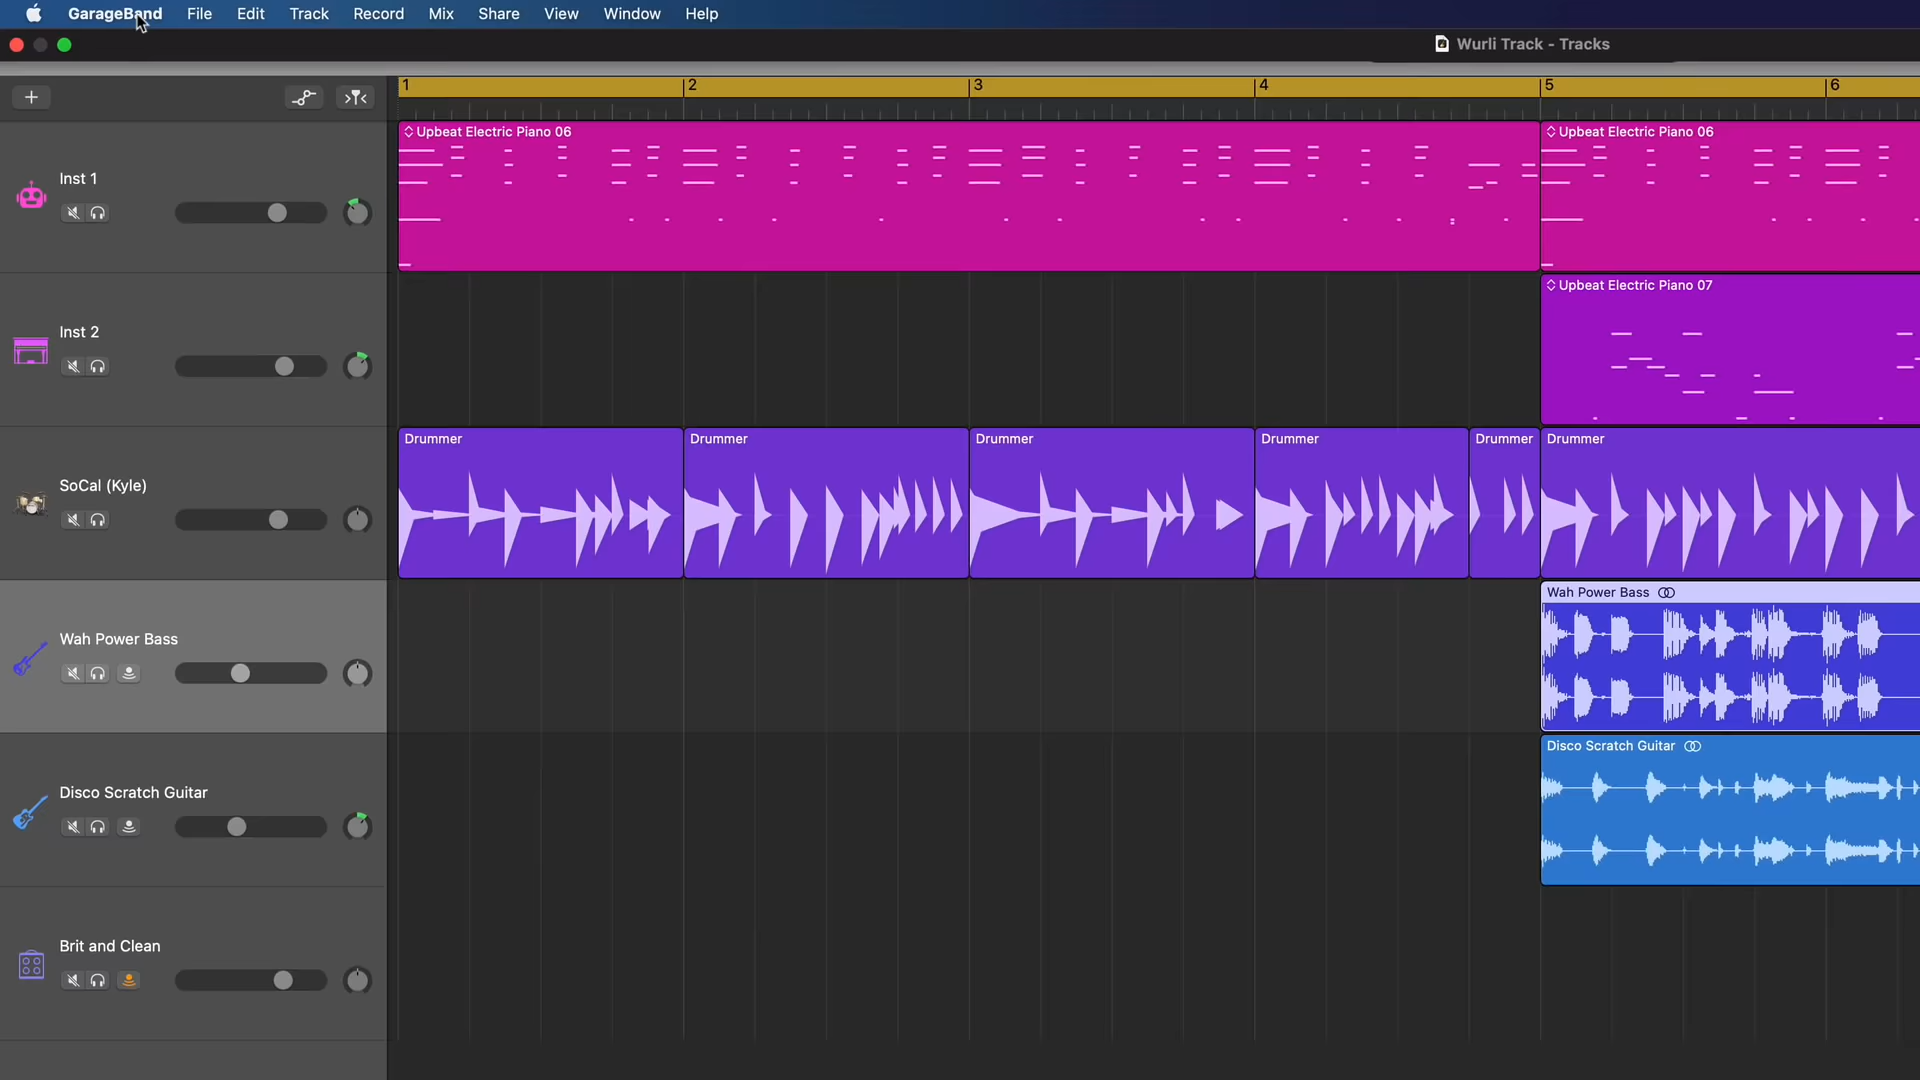 GarageBand File Edit Track Record Mix Share View Window Help
Wurli Track - Tracks
1 2 3 4 5 6
Upbeat Electric Piano 06 Upbeat Electric Piano 06
Inst 1
Upbeat Electric Piano 07
Inst 2
Drummer Drummer Drummer Drummer Drummer Drummer
SoCal (Kyle)
Wah Power Bass
Wah Power Bass
Disco Scratch Guitar
Disco Scratch Guitar
Brit and Clean